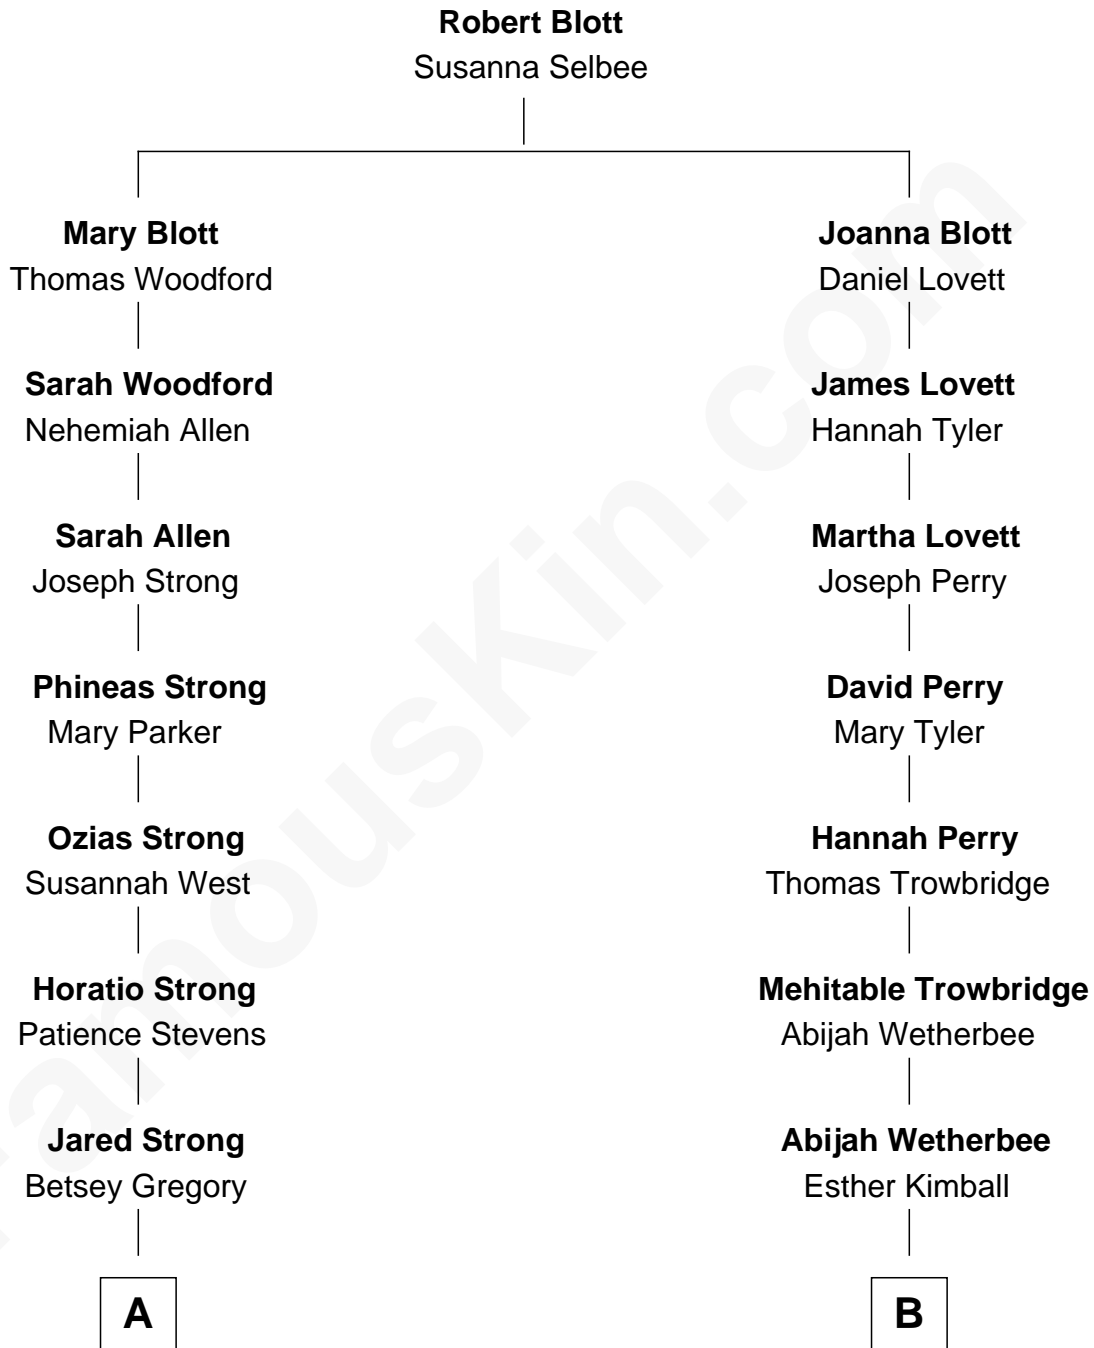 Robert Blott
Susanna Selbee
Mary Blott
Thomas Woodford
Joanna Blott
Daniel Lovett
Sarah Woodford
Nehemiah Allen
James Lovett
Hannah Tyler
Sarah Allen
Joseph Strong
Martha Lovett
Joseph Perry
Phineas Strong
Mary Parker
David Perry
Mary Tyler
Ozias Strong
Susannah West
Hannah Perry
Thomas Trowbridge
Horatio Strong
Patience Stevens
Mehitable Trowbridge
Abijah Wetherbee
Jared Strong
Betsey Gregory
Abijah Wetherbee
Esther Kimball
A
B
FamousKin.com